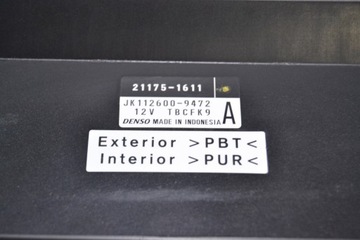 21175-1611
JK112600-9472
12V TBCFK9
DENSO MADE IN INDONESIA
A
Exterior >PBT<
Interior >PUR<